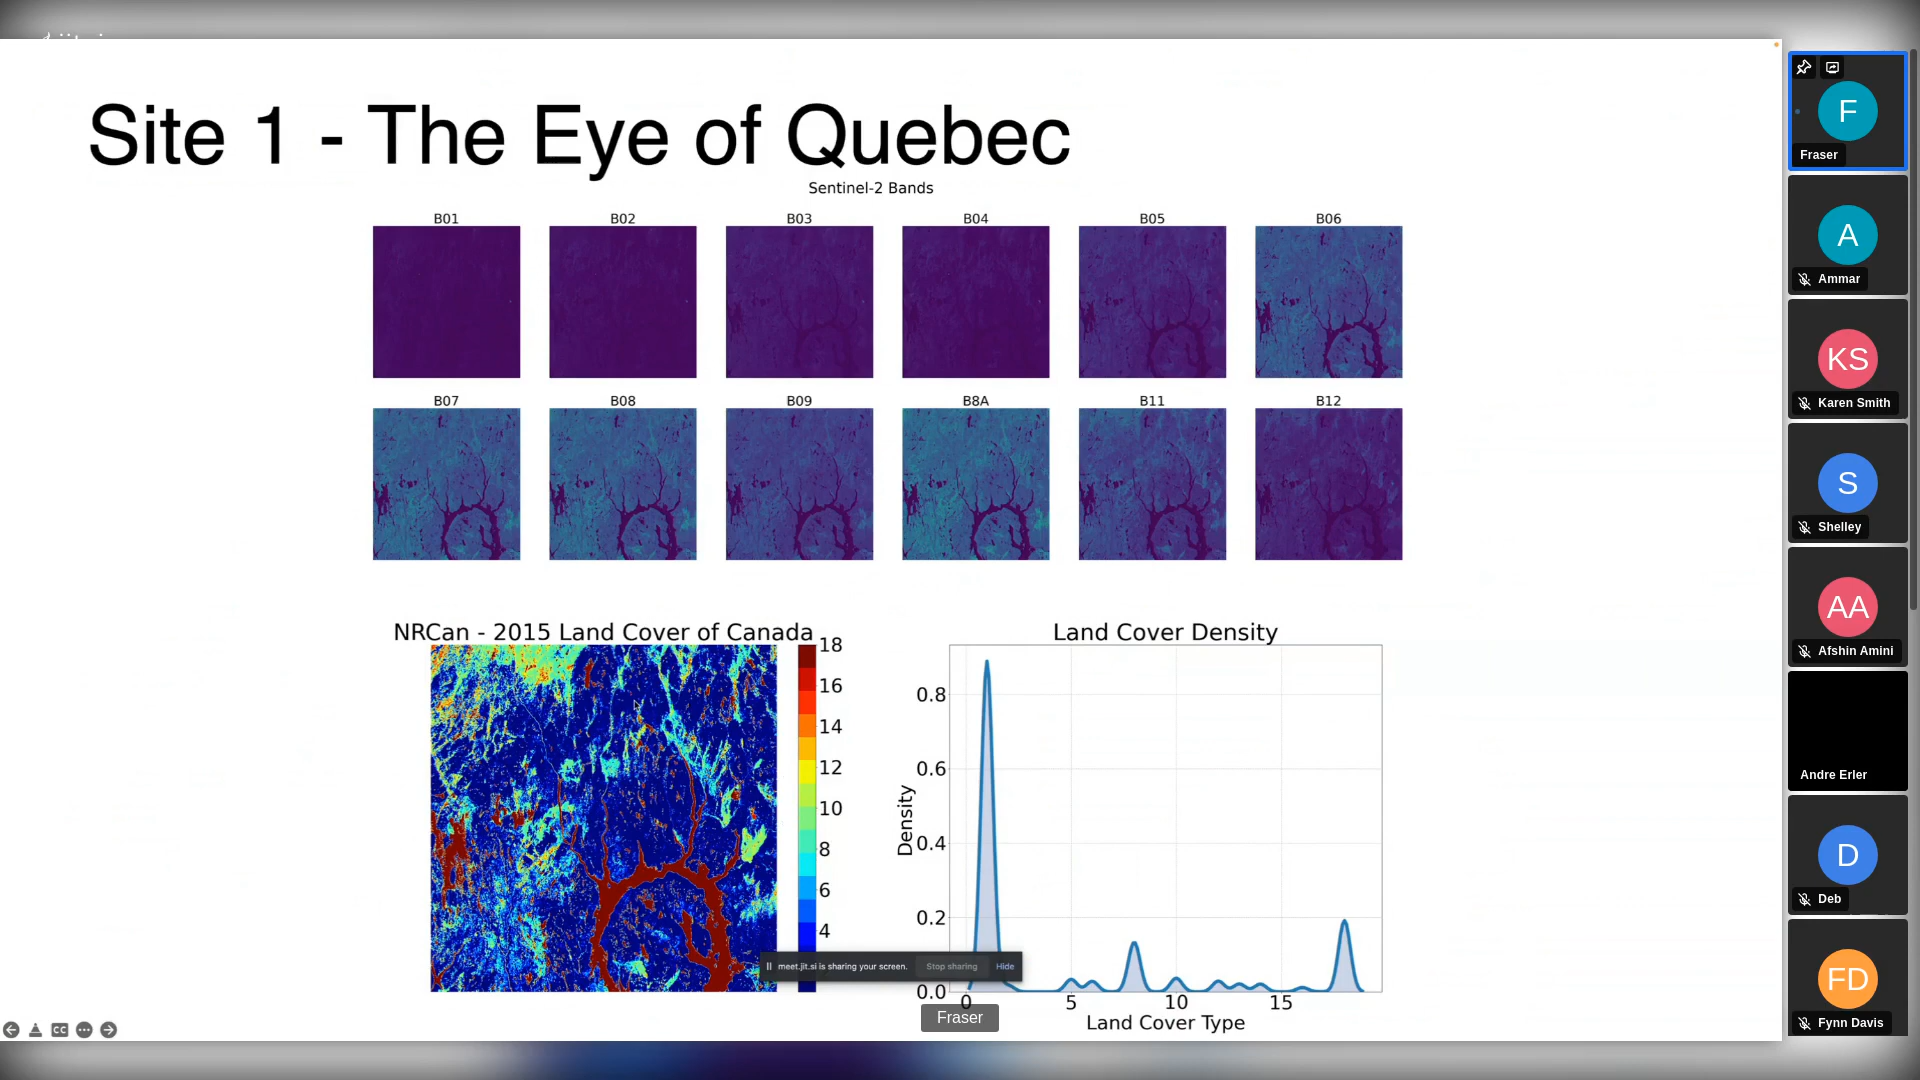 Site 1 - The Eye of Quebec
Sentinel-2 Bands
B01 B02 B03 B04 B05 B06
B07 B08 B09 B8A B11 B12
NRCan - 2015 Land Cover of Canada
18
16
14
12
10
8
6
4
Land Cover Density
Density
0.8
0.6
0.4
0.2
0.0
0 5 10 15
Land Cover Type
meet.jit.si is sharing your screen. Stop sharing Hide
Fraser
CC
F
Fraser
A
Ammar
KS
Karen Smith
S
Shelley
AA
Afshin Amini
Andre Erler
D
Deb
FD
Fynn Davis